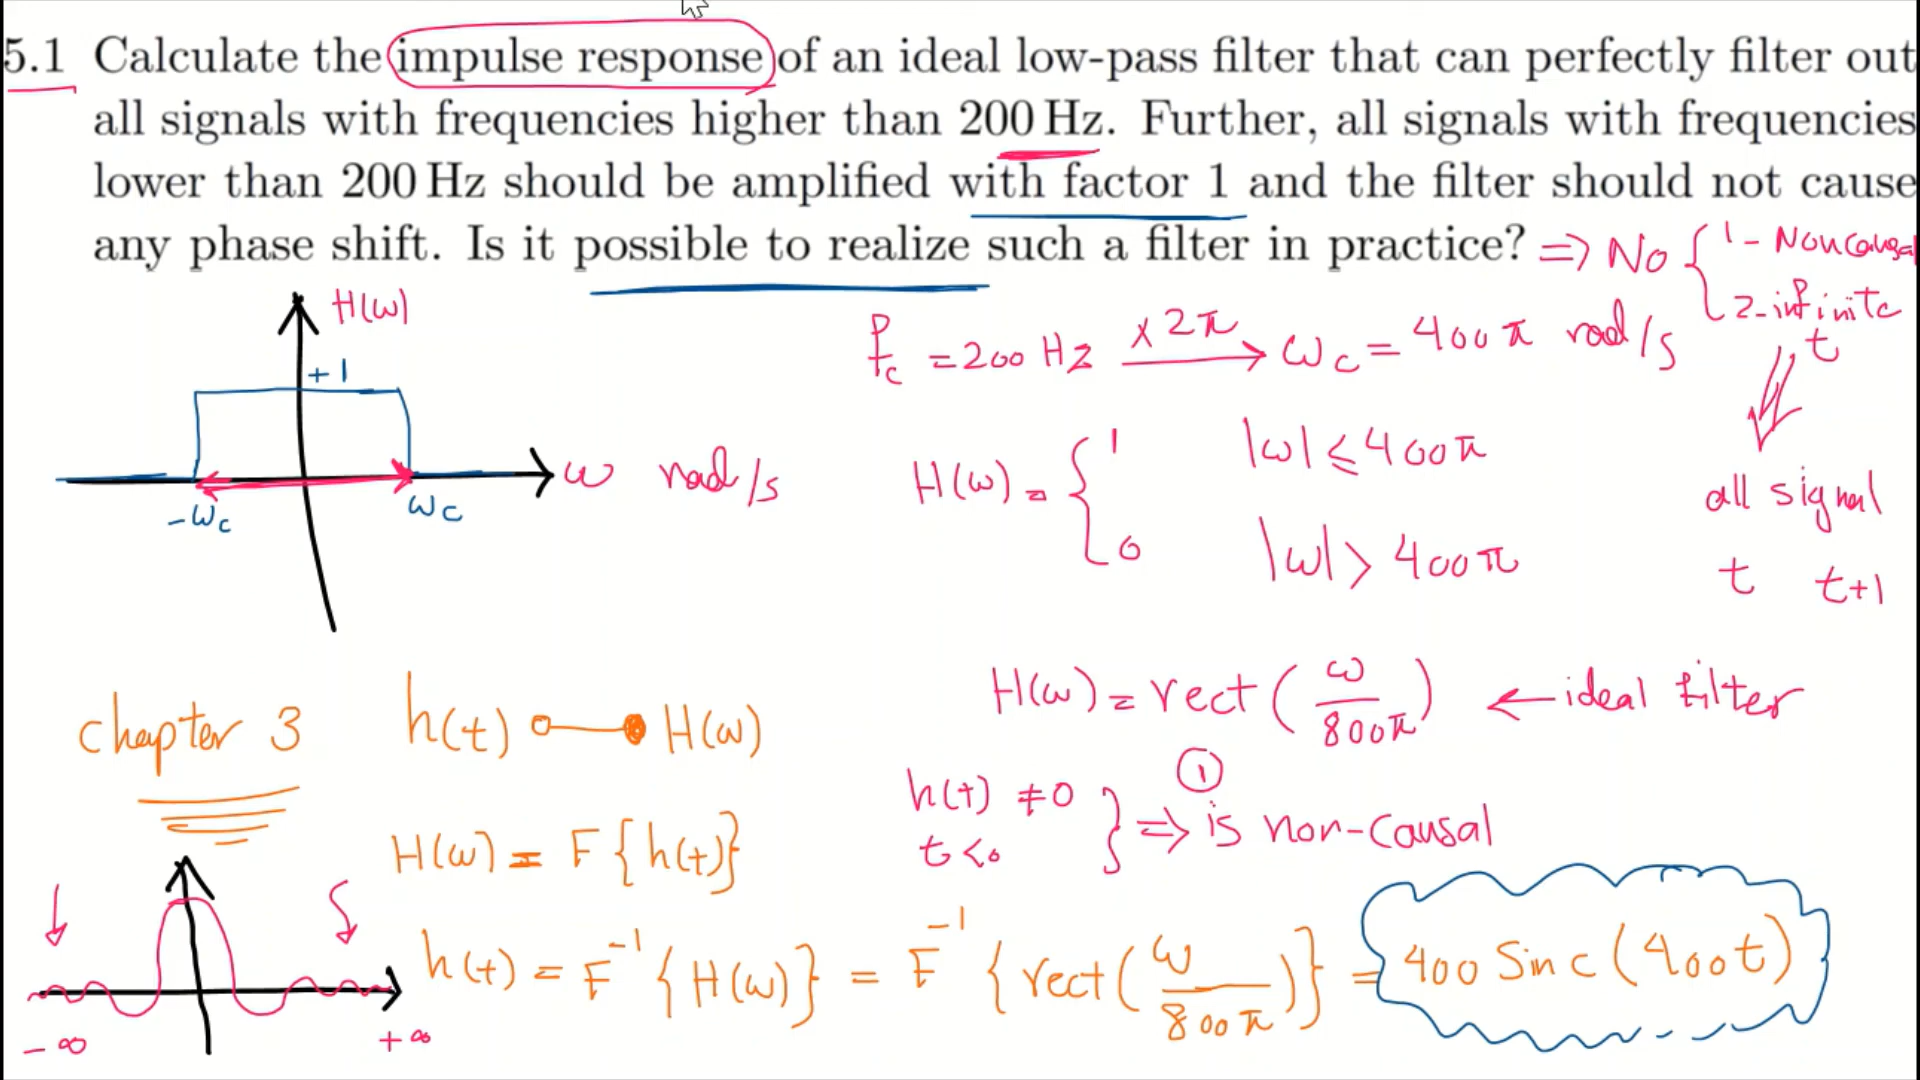 5.1 Calculate the impulse response of an ideal low-pass filter that can perfectly filter out
all signals with frequencies higher than 200 Hz. Further, all signals with frequencies
lower than 200 Hz should be amplified with factor 1 and the filter should not cause
any phase shift. Is it possible to realize such a filter in practice? ⇒ No { 1 - Noncausal
2-infinite
t
H(ω)
+1
-ωc ωc
ω rad/s
fc = 200 Hz ×2π → ωc = 400π rad/s
H(ω) = { 1 |ω| ≤ 400π
0 |ω| > 400π
all signal
t t+1
H(ω) = rect(ω/800π) ← ideal filter
chapter 3
h(t) H(ω)
h(t) ≠0
t<0
} ⇒ is non-causal
1
H(ω) = F{h(t)}
h(t) = F⁻¹{H(ω)} = F⁻¹{rect(ω/800π)} = 400 Sinc(400t)
-∞ +∞